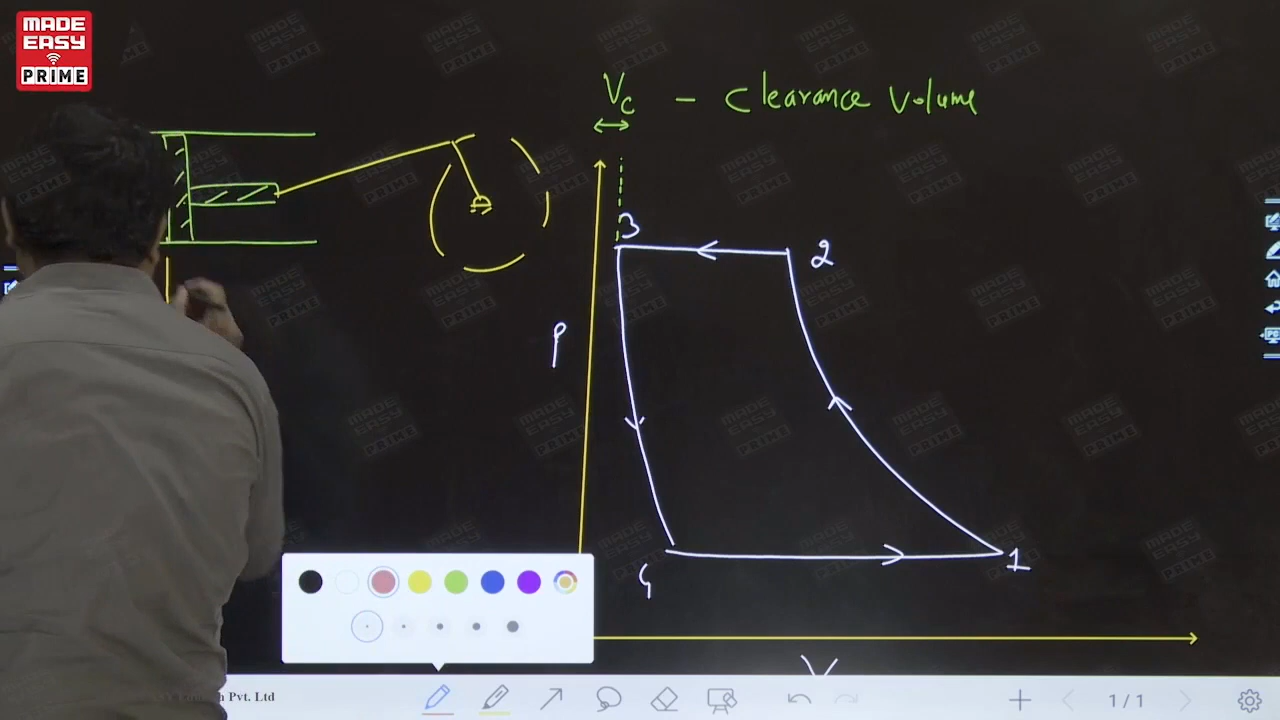 MADE
EASY
PRIME
Vc - Clearance Volume
3
2
P
4
1
V
Pvt. Ltd
1 / 1